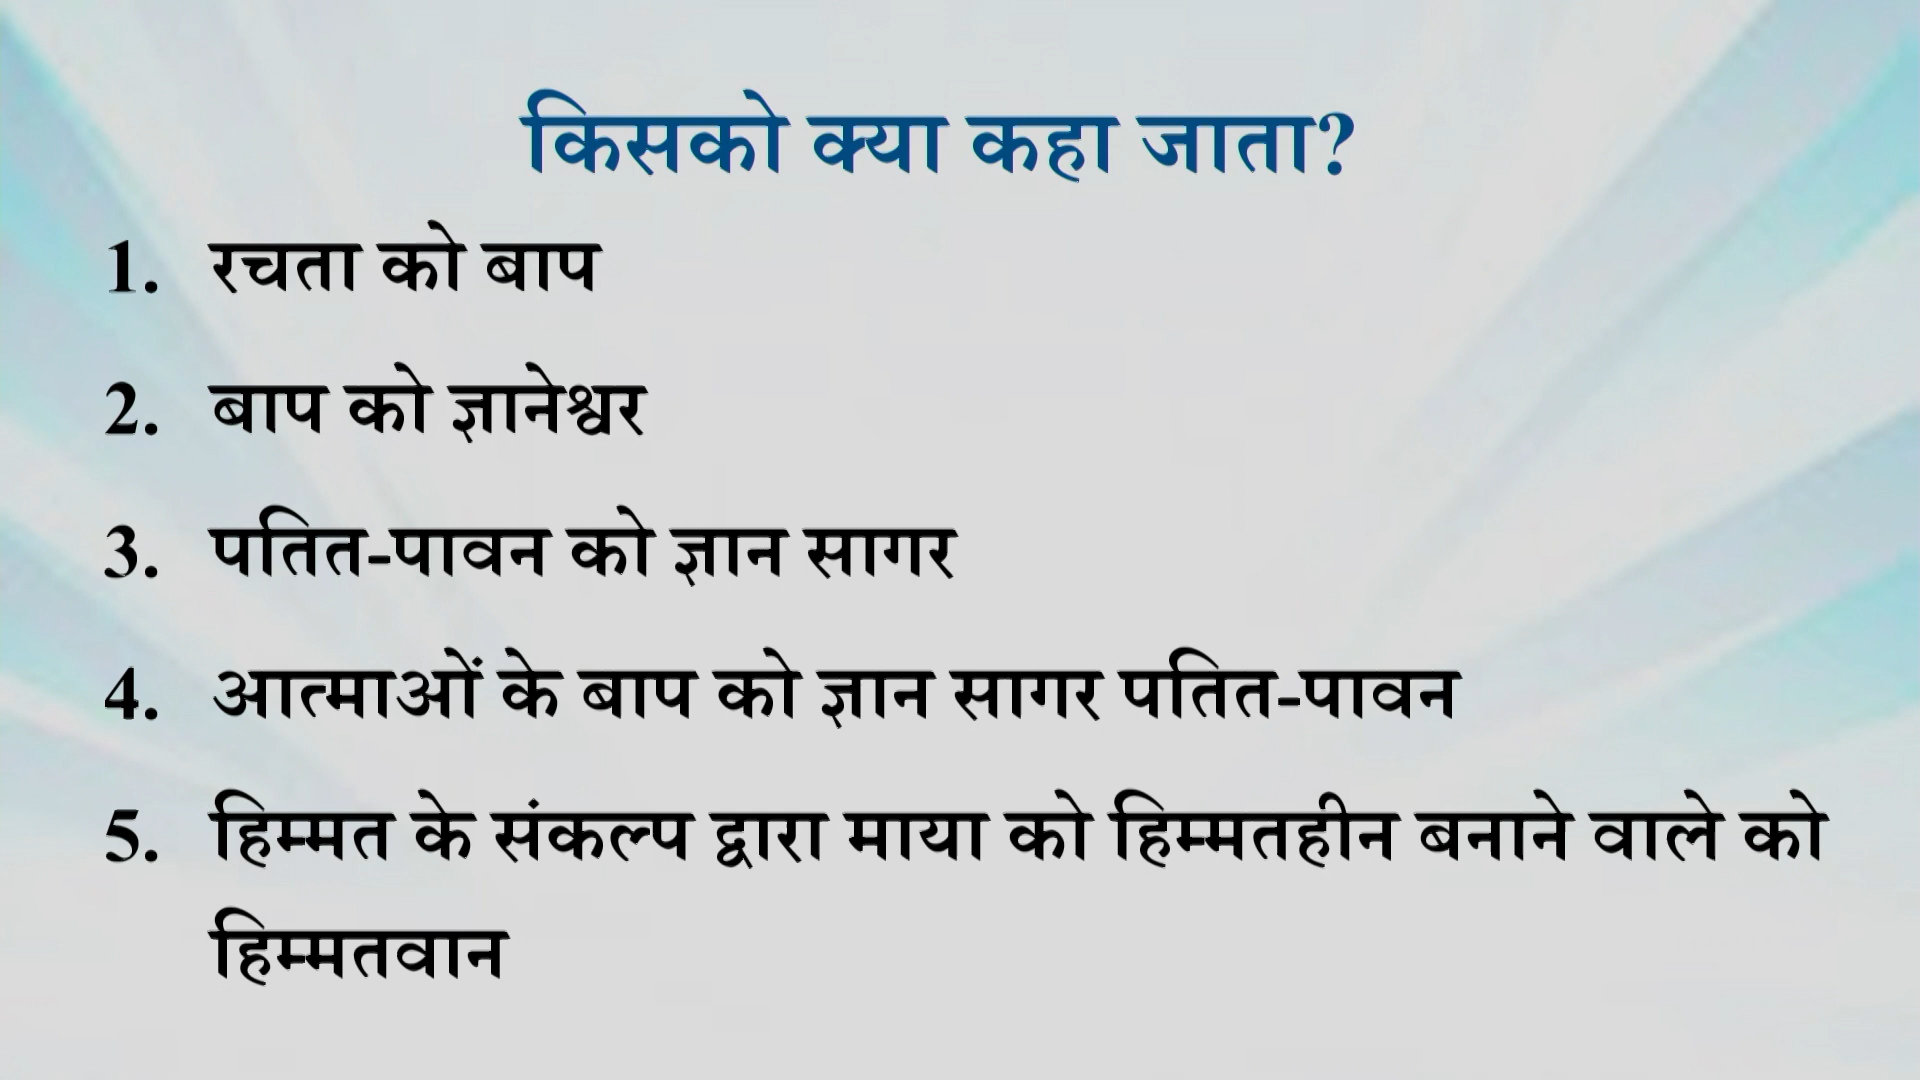 किसको क्या कहा जाता?
1. रचता को बाप
2. बाप को ज्ञानेश्वर
3. पतित-पावन को ज्ञान सागर
4. आत्माओं के बाप को ज्ञान सागर पतित-पावन
5. हिम्मत के संकल्प द्वारा माया को हिम्मतहीन बनाने वाले को
हिम्मतवान